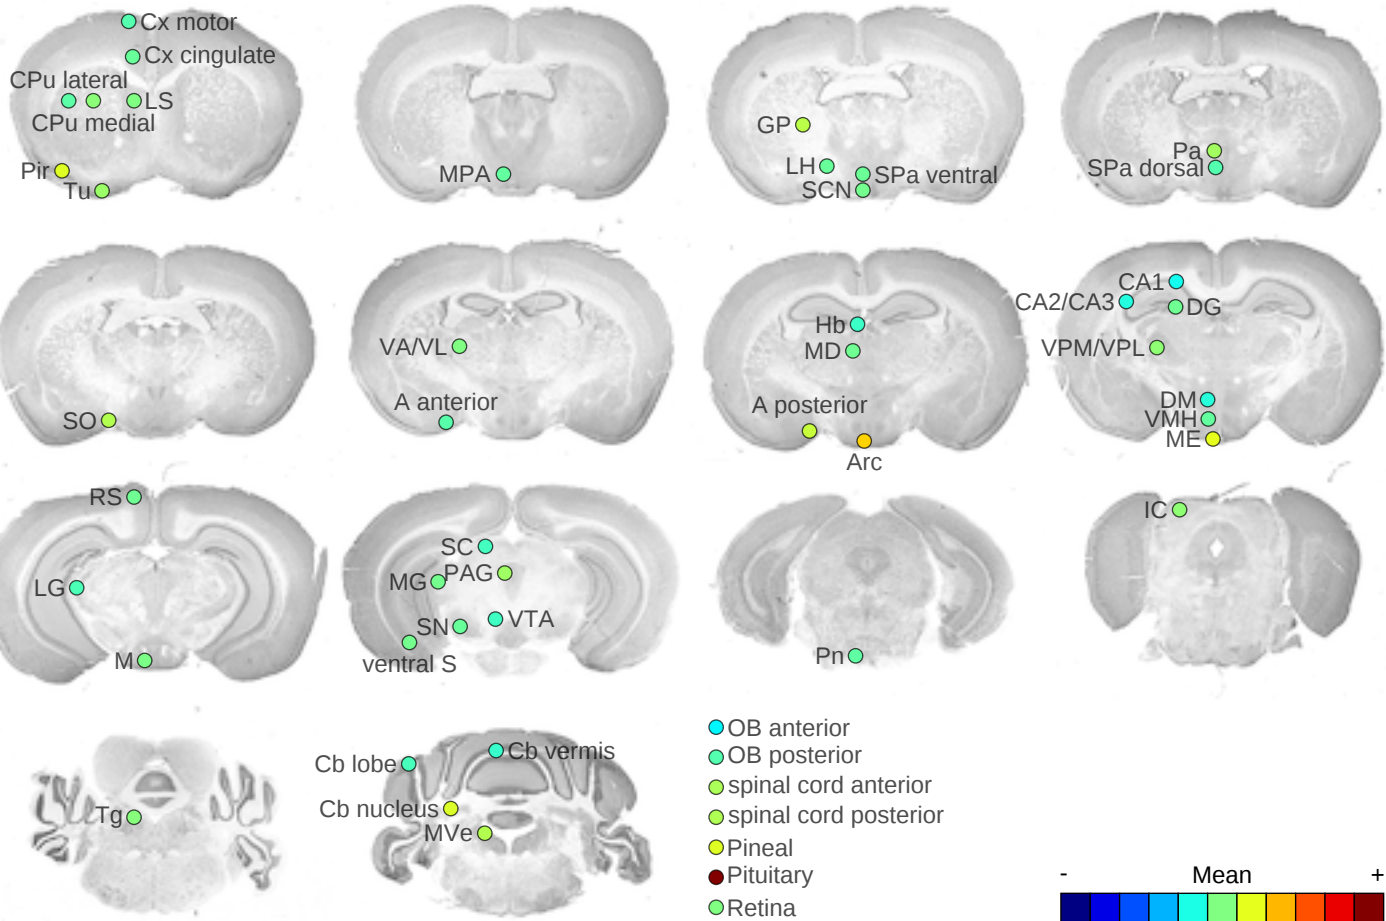 Cx motor
Cx cingulate
CPu lateral
LS
CPu medial
Pir
Tu
MPA
GP
LH
SPa ventral
SCN
Pa
SPa dorsal
SO
VA/VL
A anterior
Hb
MD
A posterior
Arc
CA1
CA2/CA3
DG
VPM/VPL
DM
VMH
ME
RS
LG
M
SC
PAG
MG
VTA
SN
ventral S
Pn
IC
Tg
Cb lobe
Cb vermis
Cb nucleus
MVe
OB anterior
OB posterior
spinal cord anterior
spinal cord posterior
Pineal
Pituitary
Retina
- Mean +